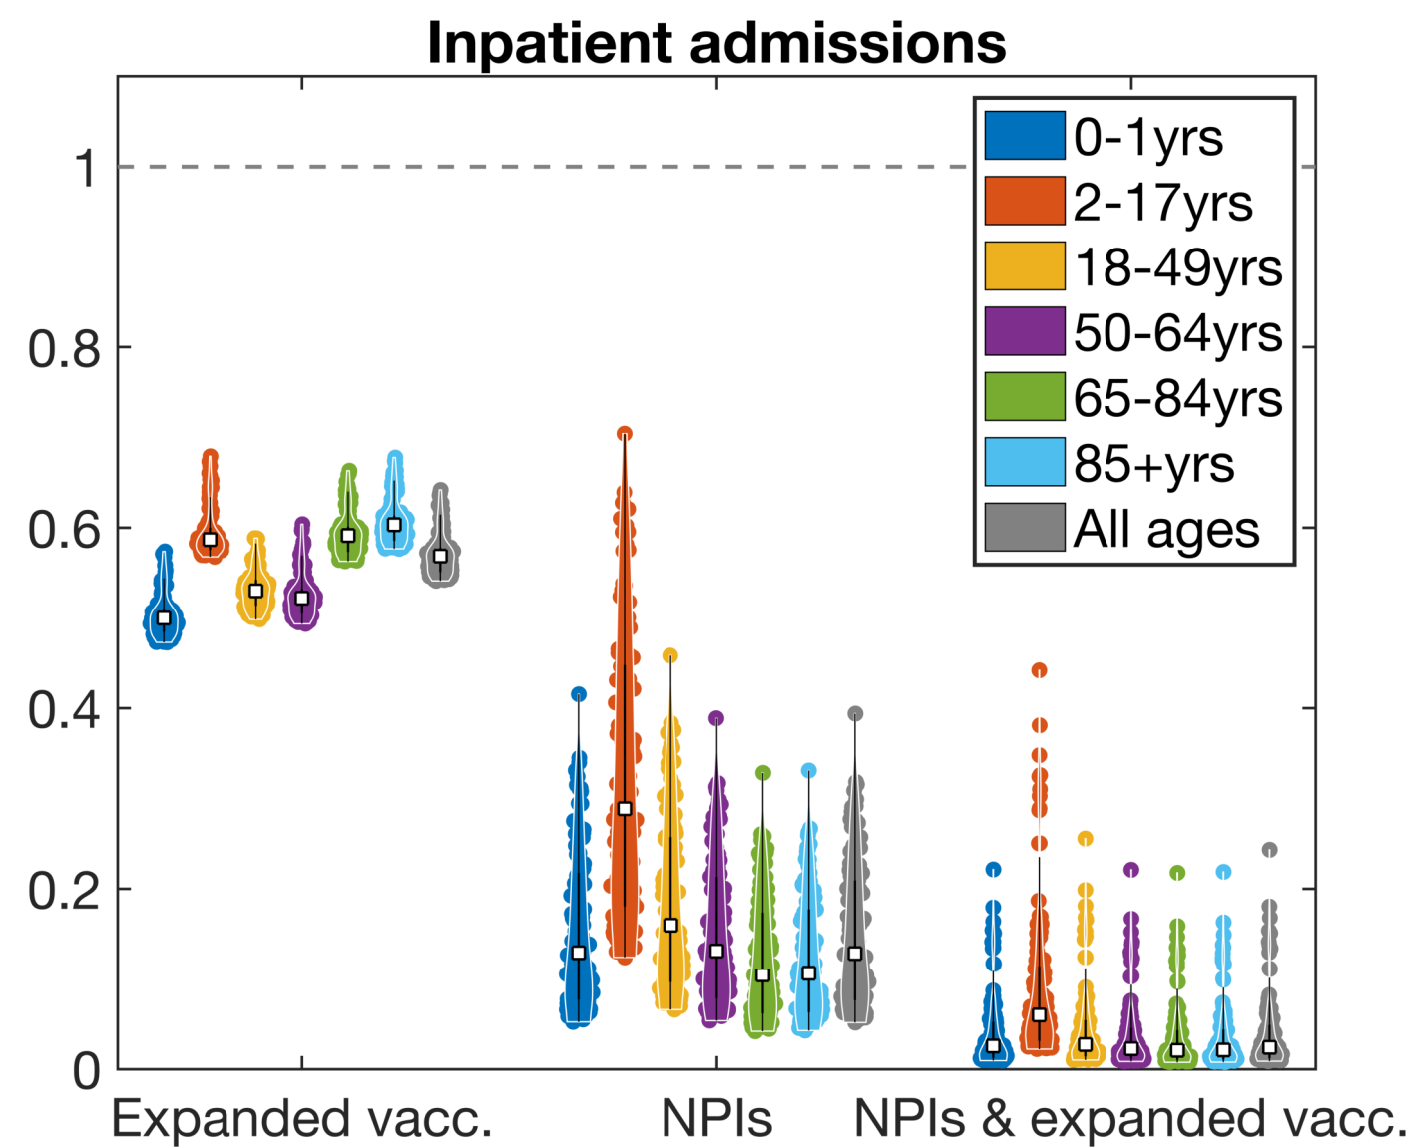 Inpatient admissions
1
0.8
0.6
0.4
0.2
0
0-1yrs
2-17yrs
18-49yrs
50-64yrs
65-84yrs
85+yrs
All ages
Expanded vacc. NPIs NPIs & expanded vacc.